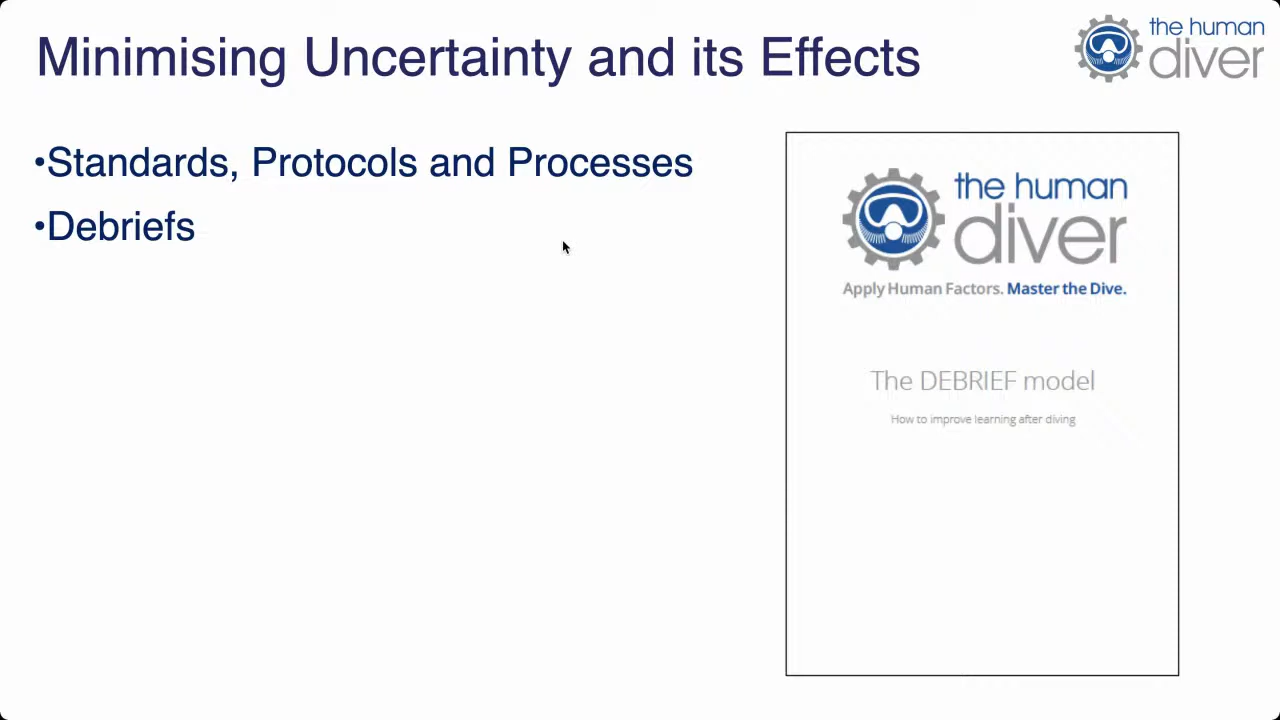 Minimising Uncertainty and its Effects
the human
diver
•Standards, Protocols and Processes
•Debriefs
the human
diver
Apply Human Factors. Master the Dive.
The DEBRIEF model
How to improve learning after diving